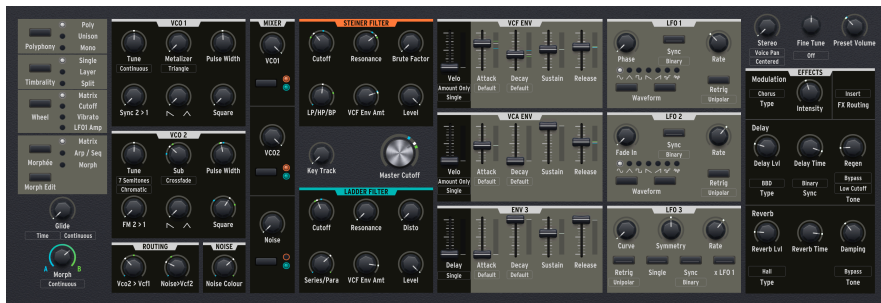 Poly
Unison
Polyphony
Mono
Single
Layer
Timbrality
Split
Matrix
Cutoff
Wheel
Vibrato
LFO1 Amp
Matrix
Arp / Seq
Morphée
Morph
Morph Edit
Glide
Time
Continuous
A
B
Morph
Continuous
VCO 1
Tune
Metalizer
Pulse Width
Continuous
Triangle
Sync 2 > 1
Square
VCO 2
Tune
Sub
Pulse Width
7 Semitones
Crossfade
Chromatic
FM 2 > 1
Square
ROUTING
NOISE
Vco2 > Vcf1
Noise>Vcf2
Noise Colour
MIXER
VCO1
VCO2
Noise
STEINER FILTER
Cutoff
Resonance
Brute Factor
LP/HP/BP
VCF Env Amt
Level
Key Track
Master Cutoff
LADDER FILTER
Cutoff
Resonance
Disto
Series/Para
VCF Env Amt
Level
VCF ENV
Velo
Attack
Decay
Sustain
Release
Amount Only
Default
Default
Single
VCA ENV
Velo
Attack
Decay
Sustain
Release
Amount Only
Default
Default
Single
ENV 3
Delay
Attack
Decay
Sustain
Release
Single
Default
Default
LFO 1
Phase
Sync
Rate
Binary
Waveform
Retrig
Unipolar
LFO 2
Fade In
Sync
Rate
Binary
Waveform
Retrig
Unipolar
LFO 3
Curve
Symmetry
Rate
Retrig
Single
Sync
x LFO 1
Unipolar
Binary
Stereo
Fine Tune
Preset Volume
Voice Pan
Off
Centered
EFFECTS
Modulation
Chorus
Insert
Type
Intensity
FX Routing
Delay
Delay Lvl
Delay Time
Regen
BBD
Binary
Bypass
Type
Sync
Low Cutoff
Tone
Reverb
Reverb Lvl
Reverb Time
Damping
Hall
Bypass
Type
Tone